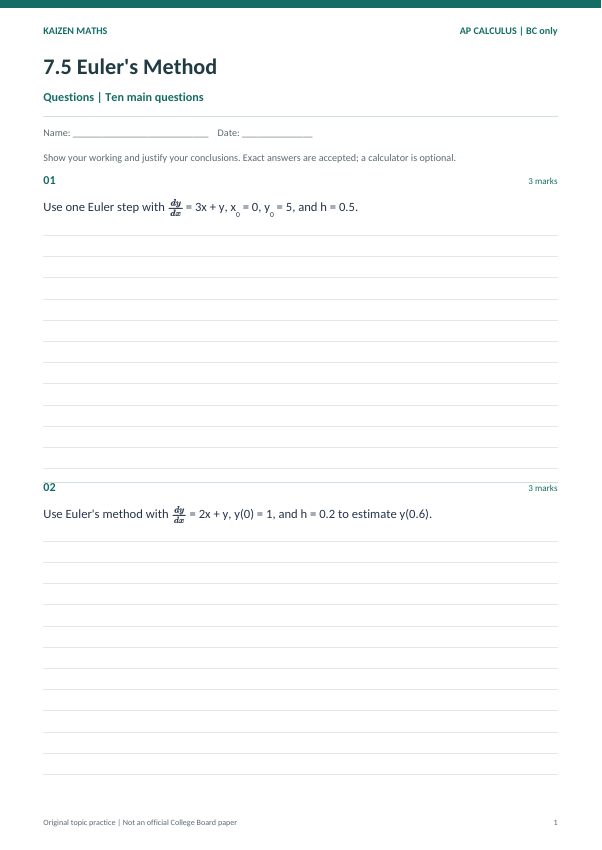 KAIZEN MATHS
AP CALCULUS | BC only
7.5 Euler's Method
Questions | Ten main questions
Name: ____________________________ Date: ______________
Show your working and justify your conclusions. Exact answers are accepted; a calculator is optional.
01
3 marks
Use one Euler step with dy/dx = 3x + y, x₀ = 0, y₀ = 5, and h = 0.5.
02
3 marks
Use Euler's method with dy/dx = 2x + y, y(0) = 1, and h = 0.2 to estimate y(0.6).
Original topic practice | Not an official College Board paper
1